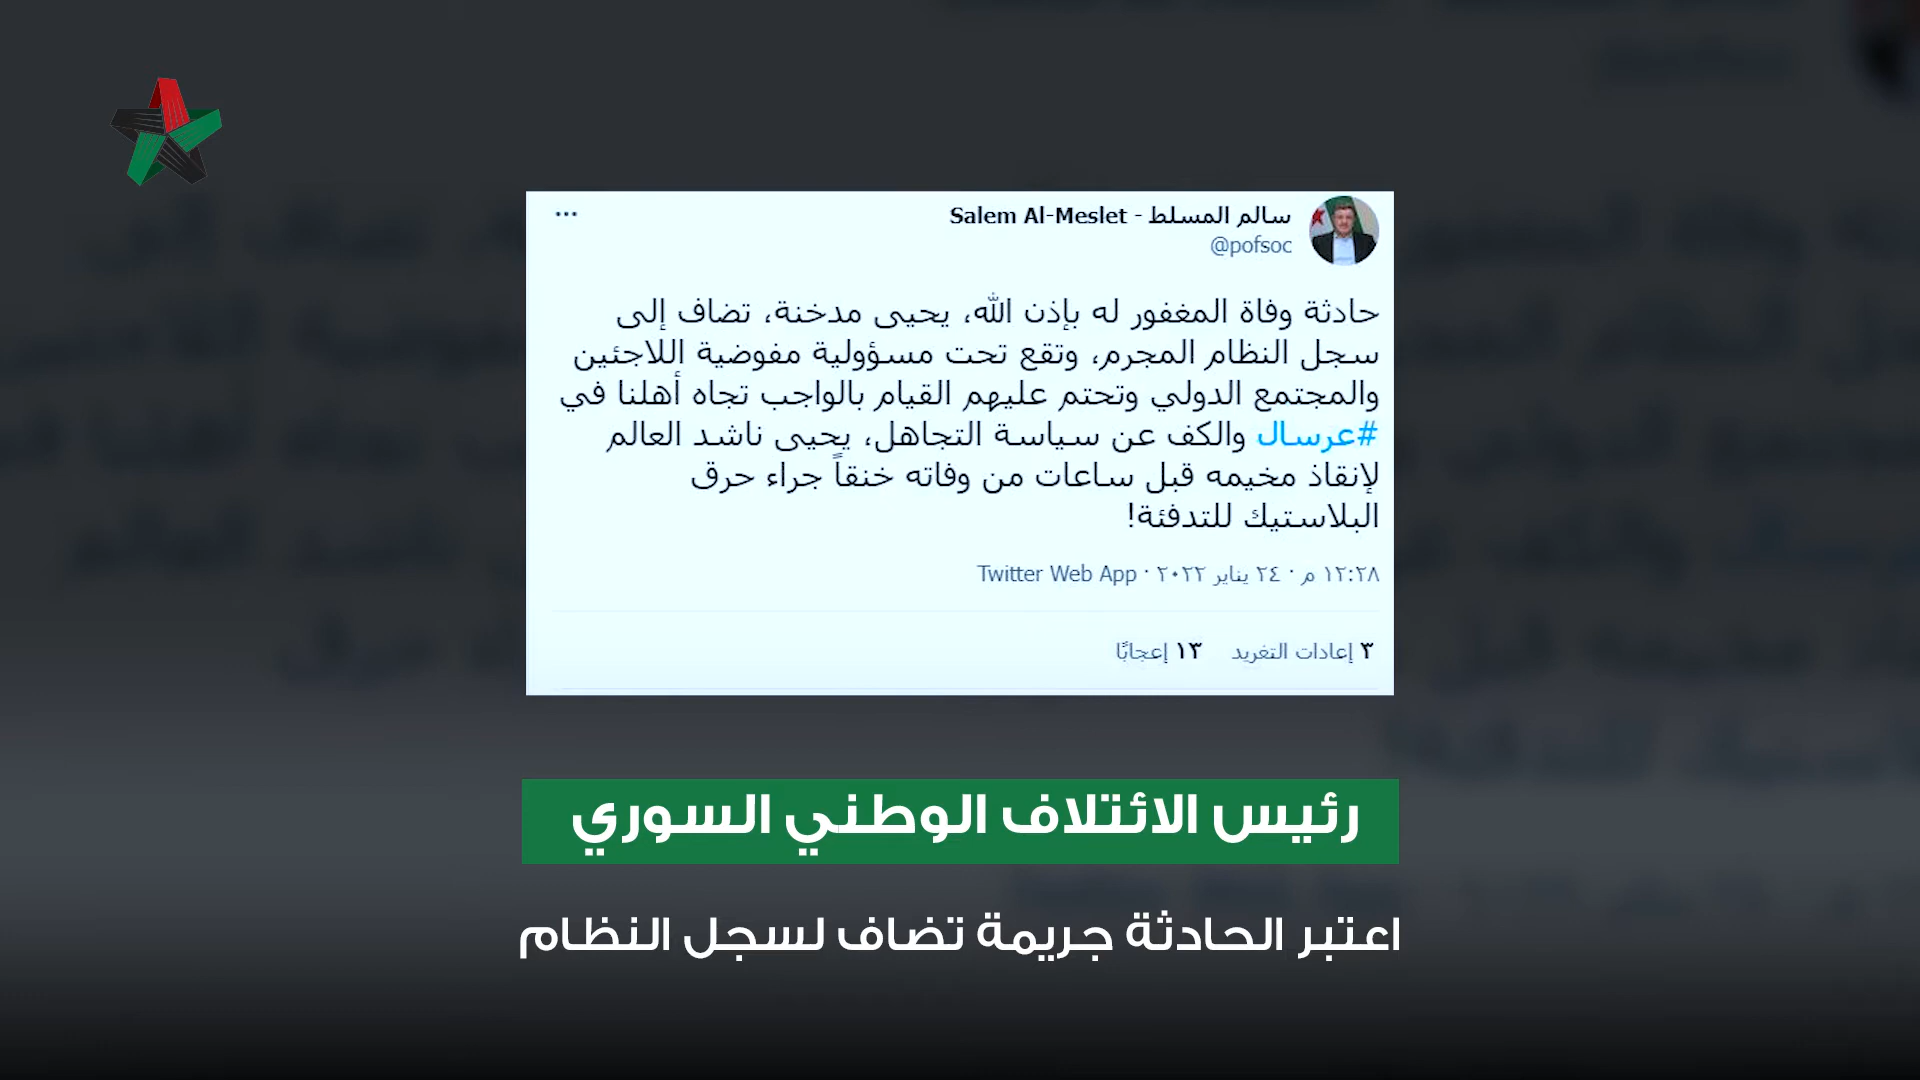 سالم المسلط - Salem Al-Meslet
@pofsoc
حادثة وفاة المغفور له بإذن الله، يحيى مدخنة، تضاف إلى
سجل النظام المجرم، وتقع تحت مسؤولية مفوضية اللاجئين
والمجتمع الدولي وتحتم عليهم القيام بالواجب تجاه أهلنا في
#عرسال والكف عن سياسة التجاهل، يحيى ناشد العالم
لإنقاذ مخيمه قبل ساعات من وفاته خنقاً جراء حرق
البلاستيك للتدفئة!
١٢:٢٨ م · ٢٤ يناير ٢٠٢٢ · Twitter Web App
٣ إعادات التغريد ١٣ إعجابًا
رئيس الائتلاف الوطني السوري
اعتبر الحادثة جريمة تضاف لسجل النظام